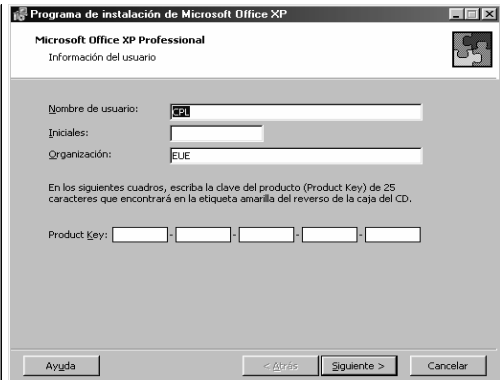 Programa de instalación de Microsoft Office XP
Microsoft Office XP Professional
Información del usuario
Nombre de usuario: CPL
Iniciales:
Organización: EUE
En los siguientes cuadros, escriba la clave del producto (Product Key) de 25
caracteres que encontrará en la etiqueta amarilla del reverso de la caja del CD.
Product Key: - - - -
Ayuda < Atrás Siguiente > Cancelar